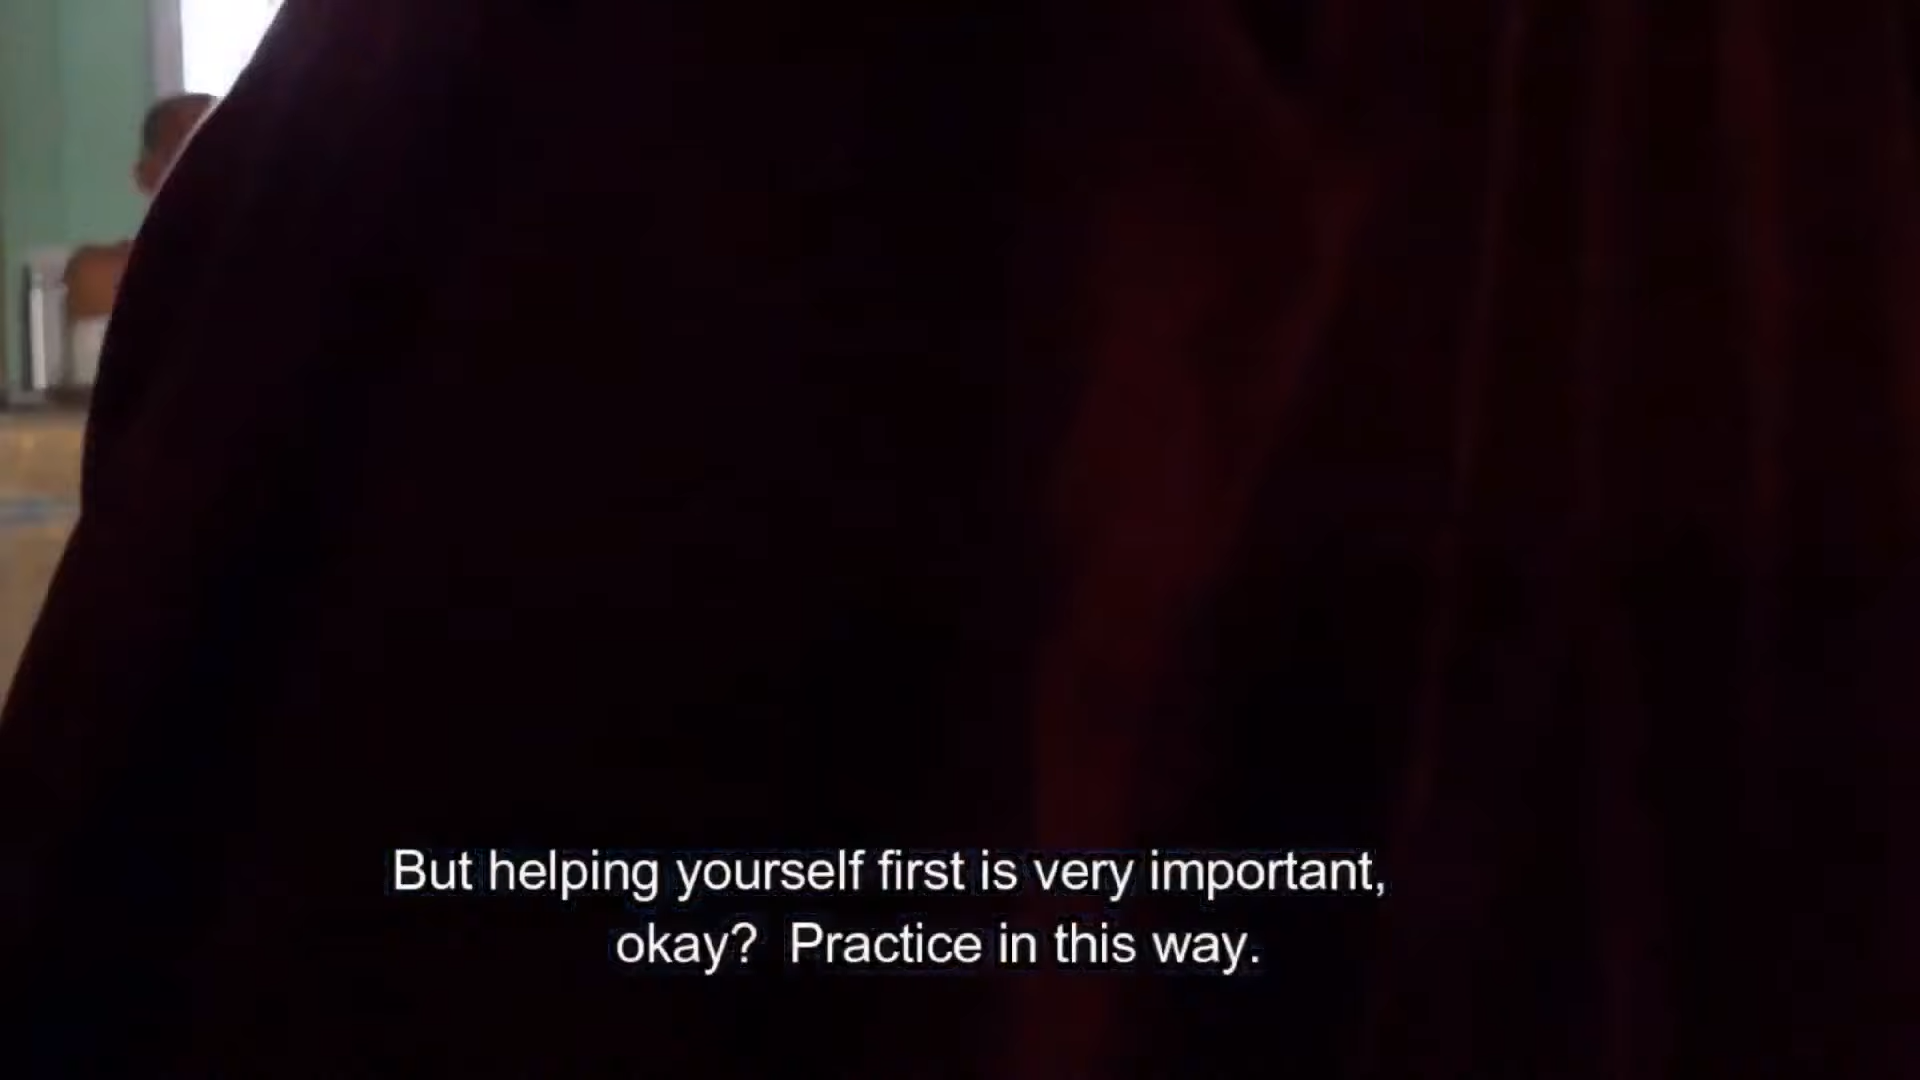 But helping yourself first is very important,
okay?  Practice in this way.